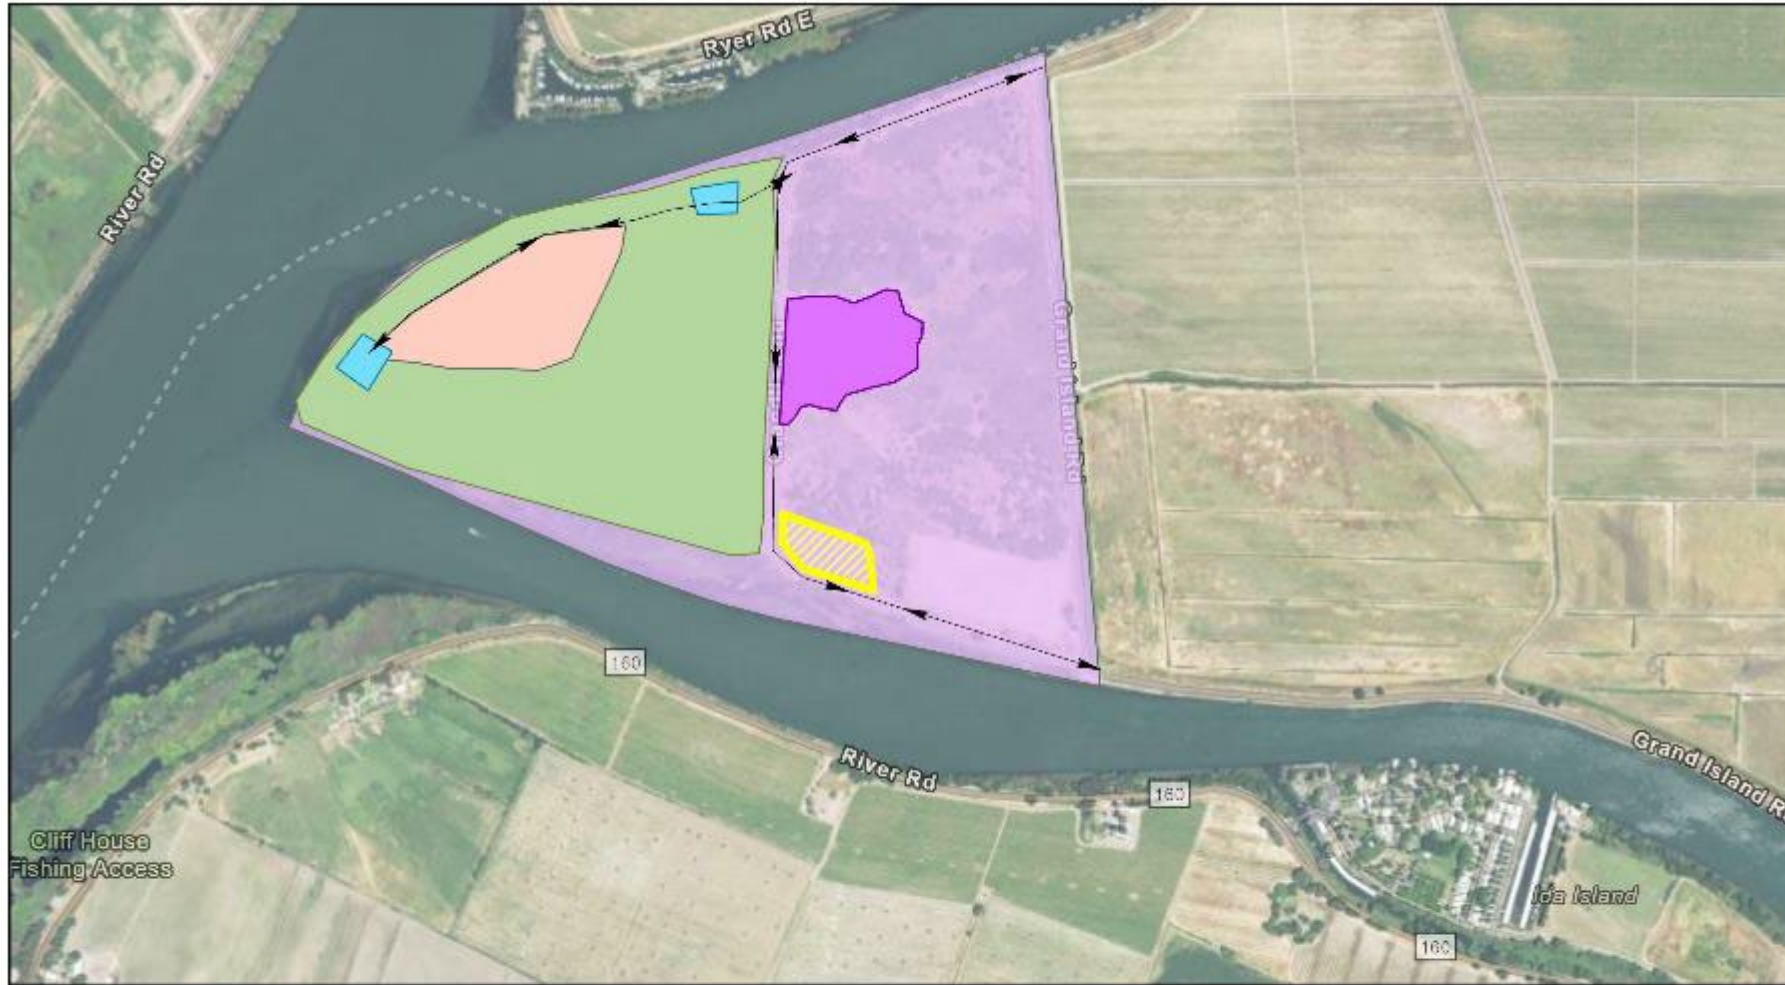 Ryer Rd E
River Rd
Grand Island Rd
160
River Rd
160
Grand Island R
Cliff House
Fishing Access
Ida Island
160